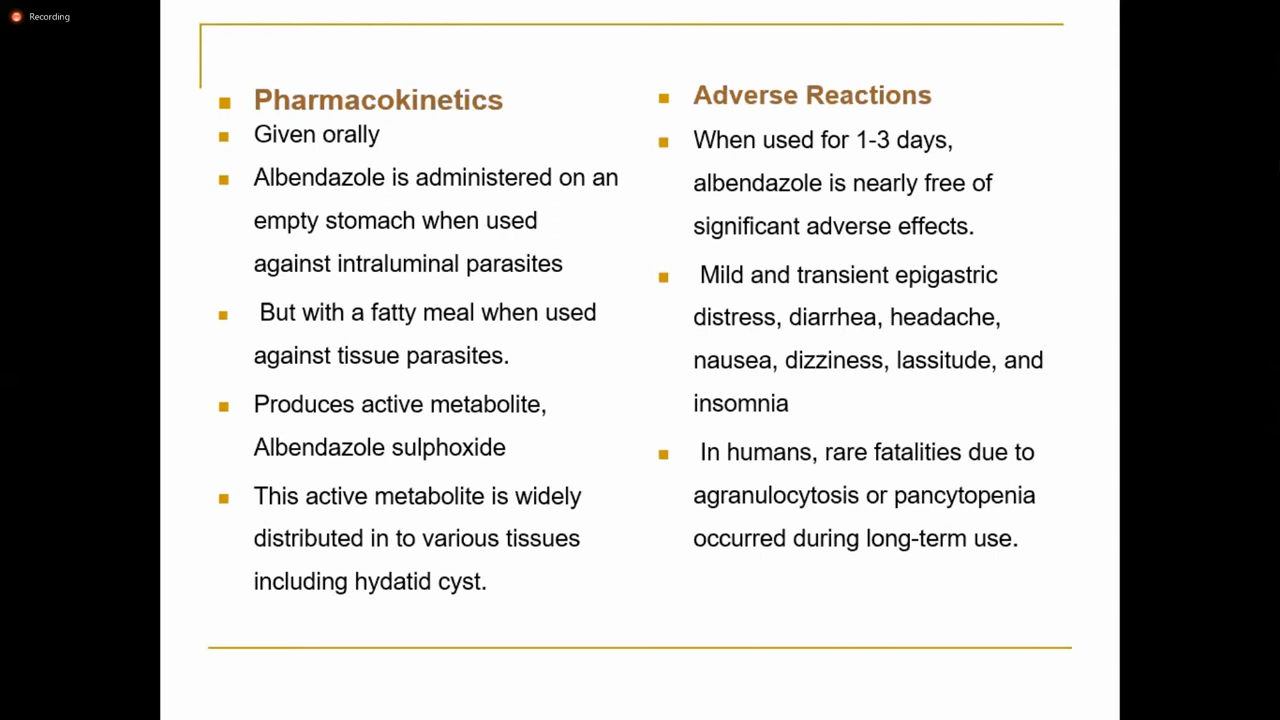 Recording
Pharmacokinetics
Given orally
Albendazole is administered on an
empty stomach when used
against intraluminal parasites
But with a fatty meal when used
against tissue parasites.
Produces active metabolite,
Albendazole sulphoxide
This active metabolite is widely
distributed in to various tissues
including hydatid cyst.
Adverse Reactions
When used for 1-3 days,
albendazole is nearly free of
significant adverse effects.
Mild and transient epigastric
distress, diarrhea, headache,
nausea, dizziness, lassitude, and
insomnia
In humans, rare fatalities due to
agranulocytosis or pancytopenia
occurred during long-term use.